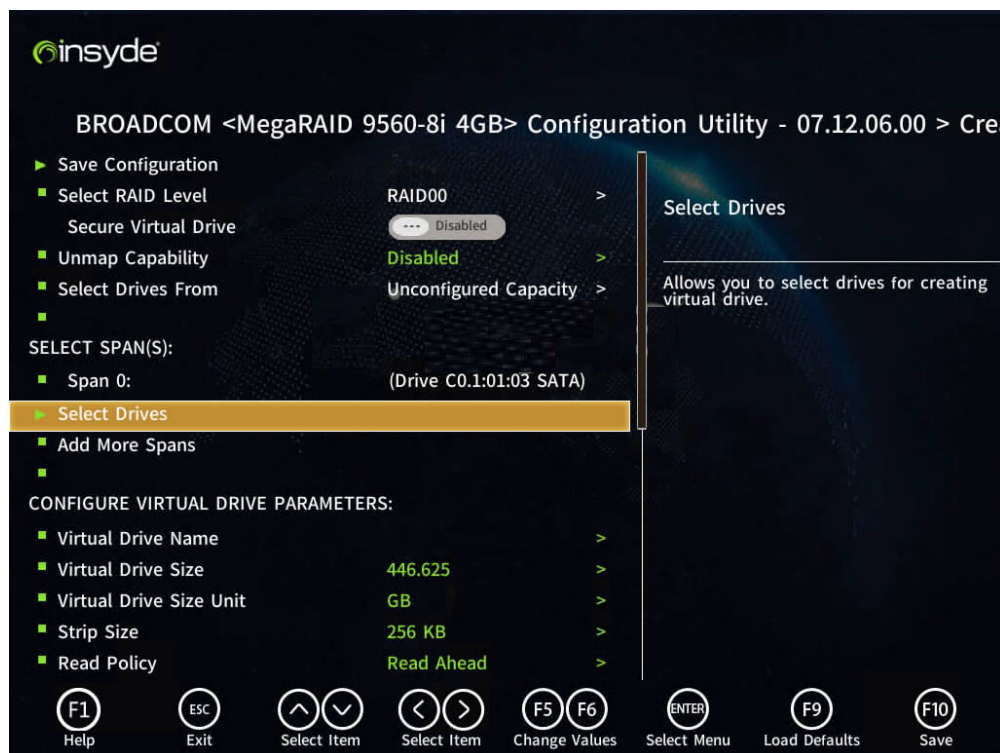 insyde
BROADCOM <MegaRAID 9560-8i 4GB> Configuration Utility - 07.12.06.00 > Cre
Save Configuration
Select RAID Level RAID00 >
Secure Virtual Drive --- Disabled
Unmap Capability Disabled >
Select Drives From Unconfigured Capacity >
SELECT SPAN(S):
Span 0: (Drive C0.1:01:03 SATA)
Select Drives
Add More Spans
CONFIGURE VIRTUAL DRIVE PARAMETERS:
Virtual Drive Name >
Virtual Drive Size 446.625 >
Virtual Drive Size Unit GB >
Strip Size 256 KB >
Read Policy Read Ahead >
Select Drives
Allows you to select drives for creating
virtual drive.
F1 Help
ESC Exit
Select Item
Select Item
F5 F6 Change Values
ENTER Select Menu
F9 Load Defaults
F10 Save